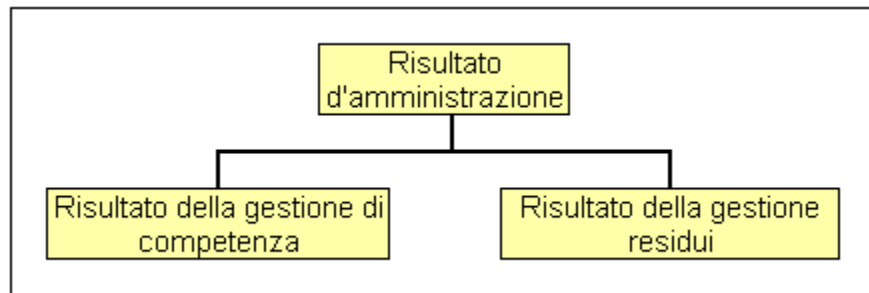 Risultato
d'amministrazione
Risultato della gestione di
competenza
Risultato della gestione
residui